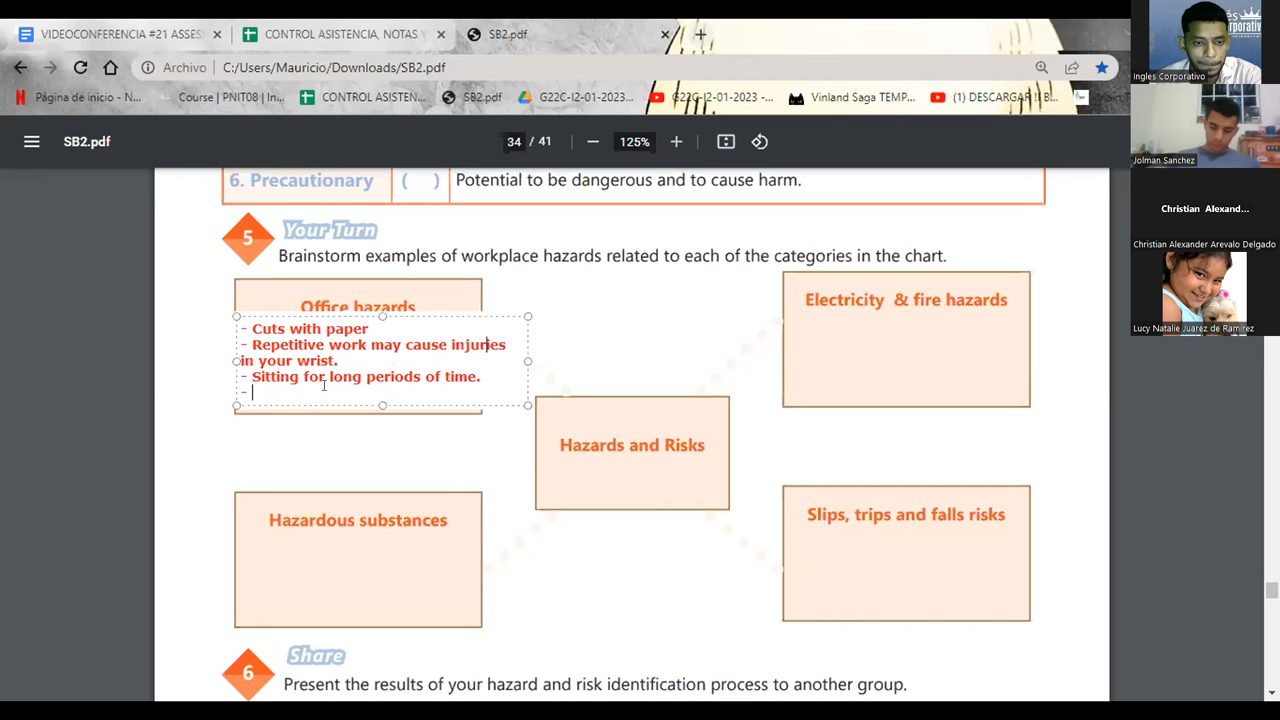 VIDEOCONFERENCIA #21 ASSES
CONTROL ASISTENCIA, NOTAS Y
SB2.pdf
Archivo
C:/Users/Mauricio/Downloads/SB2.pdf
Página de inicio - N...
Course | PNIT08 | In...
CONTROL ASISTEN...
SB2.pdf
G22C-I2-01-2023 -...
G22C-I2-01-2023 -...
Vinland Saga TEMP...
(1) DESCARGAR !! B...
SB2.pdf
34 / 41
125%
6. Precautionary ( ) Potential to be dangerous and to cause harm.
5 Your Turn
Brainstorm examples of workplace hazards related to each of the categories in the chart.
Office hazards
- Cuts with paper
- Repetitive work may cause injuries
in your wrist.
- Sitting for long periods of time.
-
Electricity & fire hazards
Hazards and Risks
Hazardous substances
Slips, trips and falls risks
6 Share
Present the results of your hazard and risk identification process to another group.
Ingles Corporativo
Jolman Sanchez
Christian Alexand...
Christian Alexander Arevalo Delgado
Lucy Natalie Juarez de Ramirez